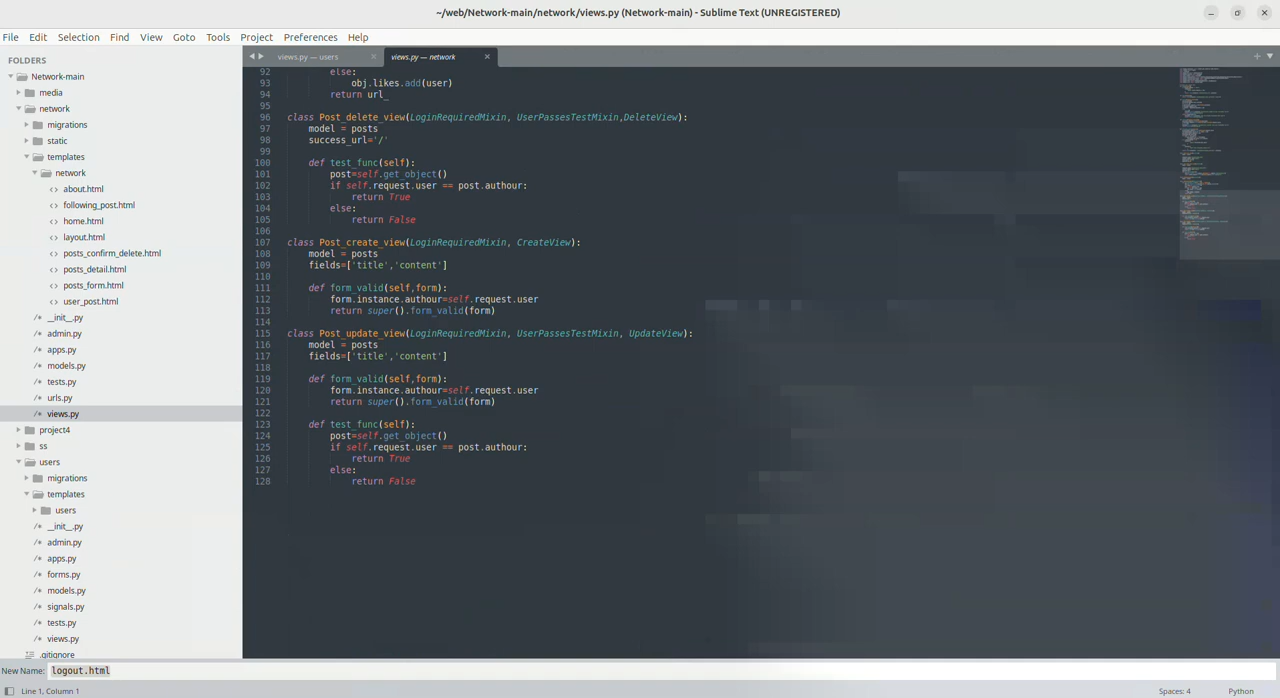 ~/web/Network-main/network/views.py (Network-main) - Sublime Text (UNREGISTERED)
File Edit Selection Find View Goto Tools Project Preferences Help
FOLDERS
Network-main
media
network
migrations
static
templates
network
about.html
following_post.html
home.html
layout.html
posts_confirm_delete.html
posts_detail.html
posts_form.html
user_post.html
__init__.py
admin.py
apps.py
models.py
tests.py
urls.py
views.py
project4
ss
users
migrations
templates
users
__init__.py
admin.py
apps.py
forms.py
models.py
signals.py
tests.py
views.py
.gitignore
views.py — users
views.py — network
92 else:
93 obj.likes.add(user)
94 return url_
95
96 class Post_delete_view(LoginRequiredMixin, UserPassesTestMixin,DeleteView):
97 model = posts
98 success_url='/'
99
100 def test_func(self):
101 post=self.get_object()
102 if self.request.user == post.authour:
103 return True
104 else:
105 return False
106
107 class Post_create_view(LoginRequiredMixin, CreateView):
108 model = posts
109 fields=['title','content']
110
111 def form_valid(self,form):
112 form.instance.authour=self.request.user
113 return super().form_valid(form)
114
115 class Post_update_view(LoginRequiredMixin, UserPassesTestMixin, UpdateView):
116 model = posts
117 fields=['title','content']
118
119 def form_valid(self,form):
120 form.instance.authour=self.request.user
121 return super().form_valid(form)
122
123 def test_func(self):
124 post=self.get_object()
125 if self.request.user == post.authour:
126 return True
127 else:
128 return False
New Name: logout.html
Line 1, Column 1
Spaces: 4
Python